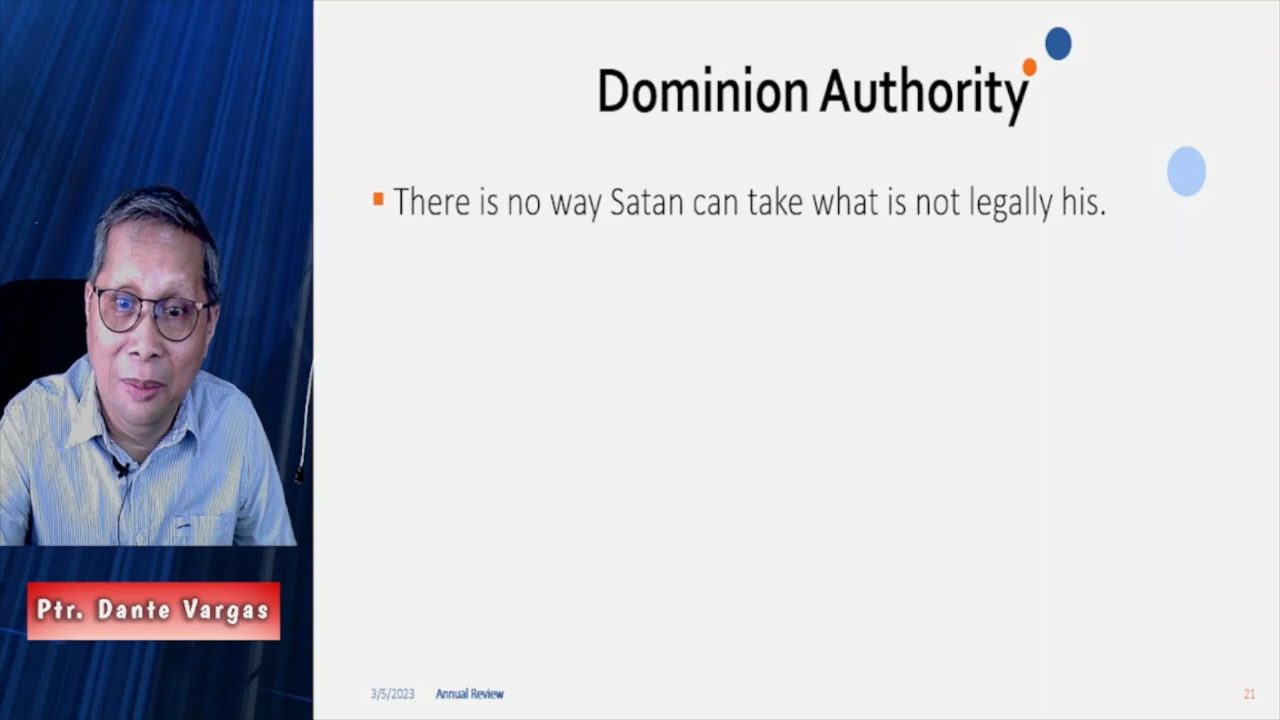 Dominion Authority
There is no way Satan can take what is not legally his.
Ptr. Dante Vargas
3/5/2023 Annual Review 21